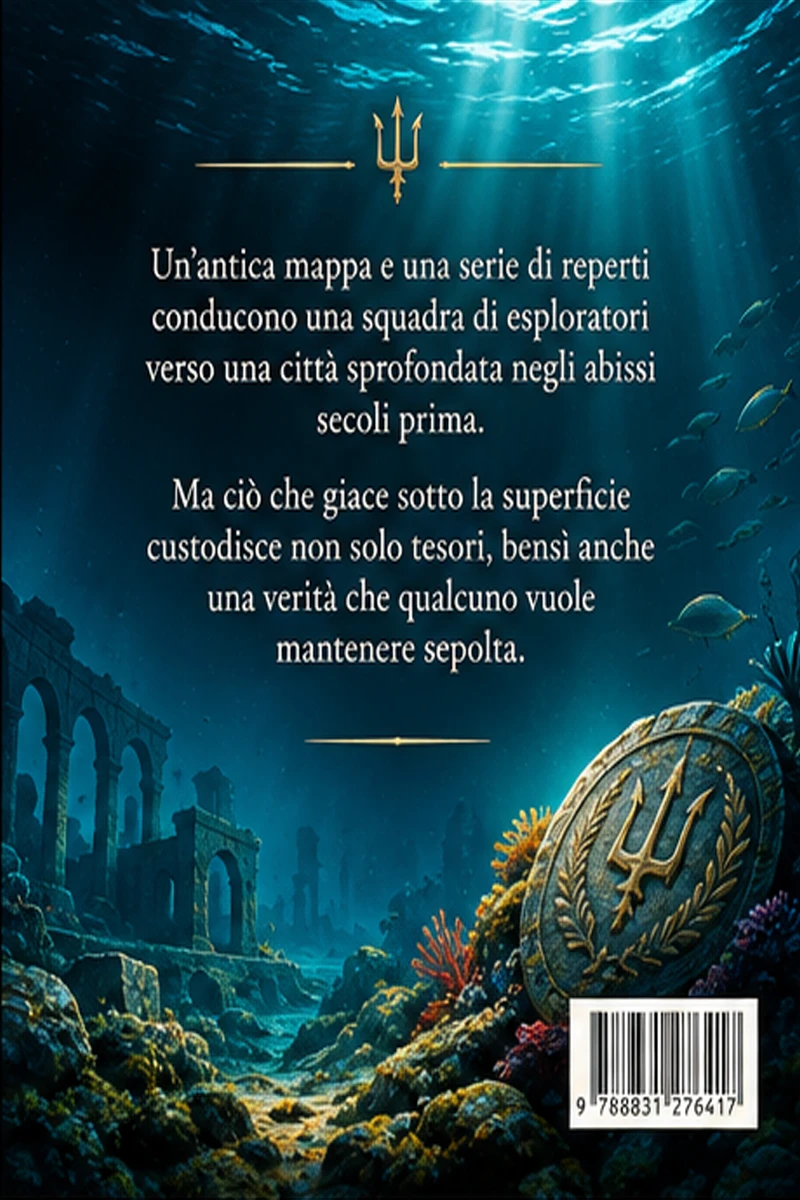 Un’antica mappa e una serie di reperti
conducono una squadra di esploratori
verso una città sprofondata negli abissi
secoli prima.
Ma ciò che giace sotto la superficie
custodisce non solo tesori, bensì anche
una verità che qualcuno vuole
mantenere sepolta.
9 788831 276417